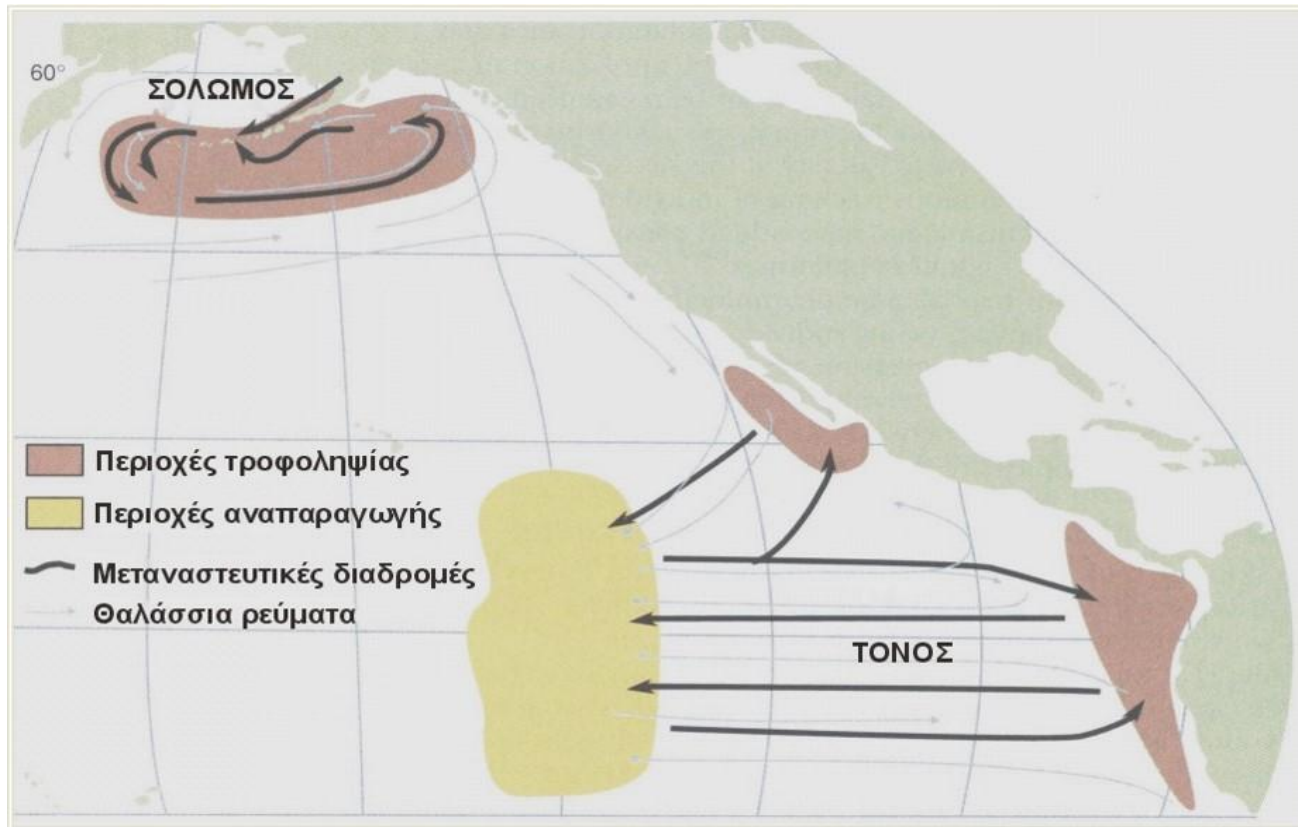 60°
ΣΟΛΩΜΟΣ
Περιοχές τροφοληψίας
Περιοχές αναπαραγωγής
Μεταναστευτικές διαδρομές
Θαλάσσια ρεύματα
ΤΟΝΟΣ